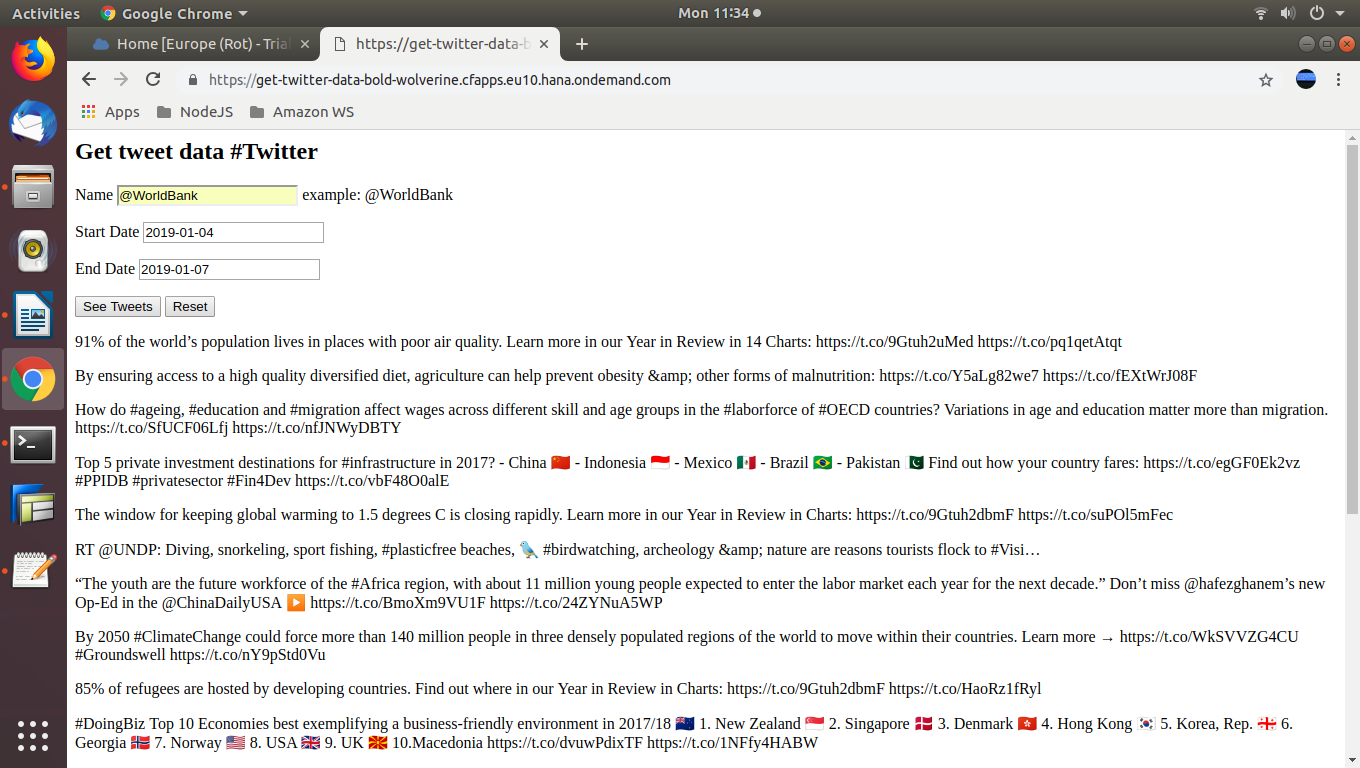 Activities
Google Chrome
Mon 11:34
Home [Europe (Rot) - Trial
https://get-twitter-data-b
https://get-twitter-data-bold-wolverine.cfapps.eu10.hana.ondemand.com
Apps
NodeJS
Amazon WS
Get tweet data #Twitter
Name @WorldBank example: @WorldBank
Start Date 2019-01-04
End Date 2019-01-07
See Tweets Reset
91% of the world’s population lives in places with poor air quality. Learn more in our Year in Review in 14 Charts: https://t.co/9Gtuh2uMed https://t.co/pq1qetAtqt
By ensuring access to a high quality diversified diet, agriculture can help prevent obesity &amp; other forms of malnutrition: https://t.co/Y5aLg82we7 https://t.co/fEXtWrJ08F
How do #ageing, #education and #migration affect wages across different skill and age groups in the #laborforce of #OECD countries? Variations in age and education matter more than migration.
https://t.co/SfUCF06Lfj https://t.co/nfJNWyDBTY
Top 5 private investment destinations for #infrastructure in 2017? - China 🇨🇳 - Indonesia 🇮🇩 - Mexico 🇲🇽 - Brazil 🇧🇷 - Pakistan 🇵🇰 Find out how your country fares: https://t.co/egGF0Ek2vz
#PPIDB #privatesector #Fin4Dev https://t.co/vbF48O0alE
The window for keeping global warming to 1.5 degrees C is closing rapidly. Learn more in our Year in Review in Charts: https://t.co/9Gtuh2dbmF https://t.co/suPOl5mFec
RT @UNDP: Diving, snorkeling, sport fishing, #plasticfree beaches, 🐦 #birdwatching, archeology &amp; nature are reasons tourists flock to #Visi…
“The youth are the future workforce of the #Africa region, with about 11 million young people expected to enter the labor market each year for the next decade.” Don’t miss @hafezghanem’s new
Op-Ed in the @ChinaDailyUSA ▶️ https://t.co/BmoXm9VU1F https://t.co/24ZYNuA5WP
By 2050 #ClimateChange could force more than 140 million people in three densely populated regions of the world to move within their countries. Learn more → https://t.co/WkSVVZG4CU
#Groundswell https://t.co/nY9pStd0Vu
85% of refugees are hosted by developing countries. Find out where in our Year in Review in Charts: https://t.co/9Gtuh2dbmF https://t.co/HaoRz1fRyl
#DoingBiz Top 10 Economies best exemplifying a business-friendly environment in 2017/18 🇳🇿 1. New Zealand 🇸🇬 2. Singapore 🇩🇰 3. Denmark 🇭🇰 4. Hong Kong 🇰🇷 5. Korea, Rep. 🇬🇪 6.
Georgia 🇳🇴 7. Norway 🇺🇸 8. USA 🇬🇧 9. UK 🇲🇰 10.Macedonia https://t.co/dvuwPdixTF https://t.co/1NFfy4HABW